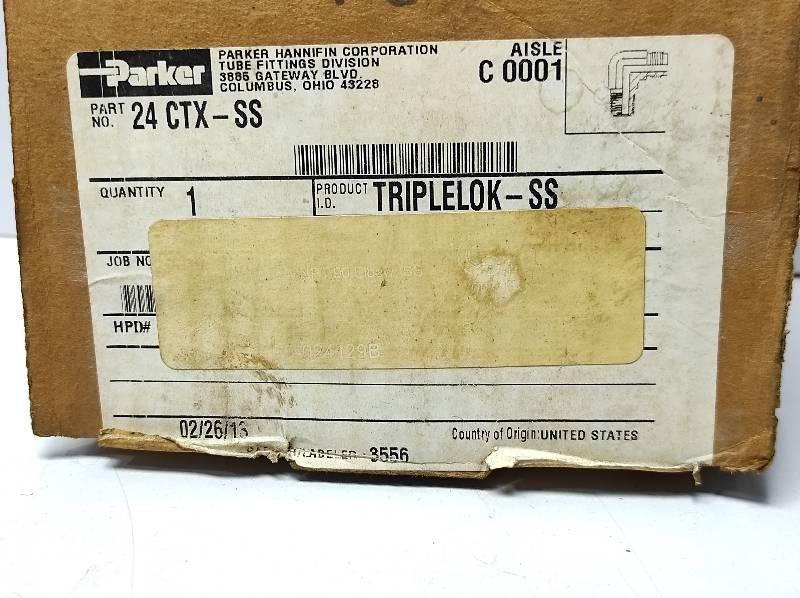 Parker
PARKER HANNIFIN CORPORATION
TUBE FITTINGS DIVISION
3885 GATEWAY BLVD.
COLUMBUS, OHIO 43228
AISLE
C 0001
PART NO. 24 CTX-SS
QUANTITY 1
PRODUCT I.D. TRIPLELOK-SS
JOB NO
HPD#
02/26/13
Country of Origin:UNITED STATES
/LABELER :3556